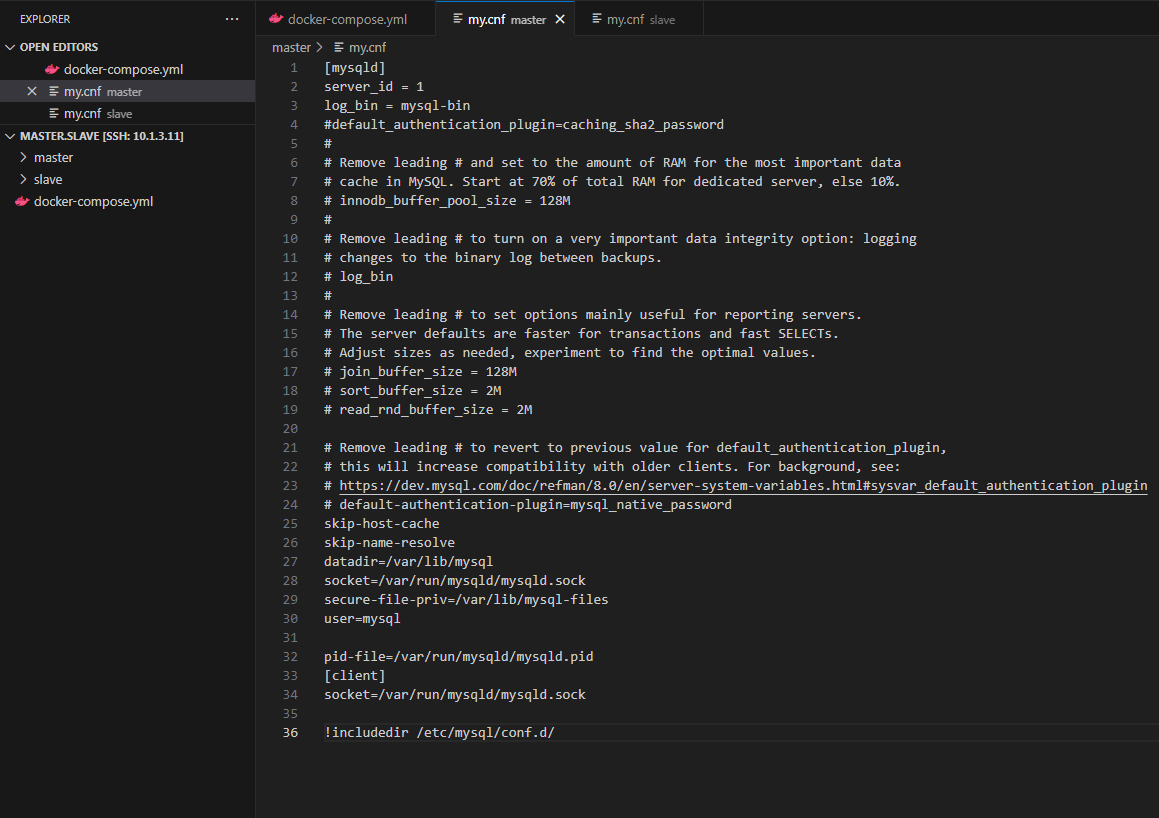 EXPLORER
OPEN EDITORS
docker-compose.yml
my.cnf master
my.cnf slave
MASTER.SLAVE [SSH: 10.1.3.11]
master
slave
docker-compose.yml
docker-compose.yml
my.cnf master
my.cnf slave
master > my.cnf
1 [mysqld]
2 server_id = 1
3 log_bin = mysql-bin
4 #default_authentication_plugin=caching_sha2_password
5 #
6 # Remove leading # and set to the amount of RAM for the most important data
7 # cache in MySQL. Start at 70% of total RAM for dedicated server, else 10%.
8 # innodb_buffer_pool_size = 128M
9 #
10 # Remove leading # to turn on a very important data integrity option: logging
11 # changes to the binary log between backups.
12 # log_bin
13 #
14 # Remove leading # to set options mainly useful for reporting servers.
15 # The server defaults are faster for transactions and fast SELECTs.
16 # Adjust sizes as needed, experiment to find the optimal values.
17 # join_buffer_size = 128M
18 # sort_buffer_size = 2M
19 # read_rnd_buffer_size = 2M
20
21 # Remove leading # to revert to previous value for default_authentication_plugin,
22 # this will increase compatibility with older clients. For background, see:
23 # https://dev.mysql.com/doc/refman/8.0/en/server-system-variables.html#sysvar_default_authentication_plugin
24 # default-authentication-plugin=mysql_native_password
25 skip-host-cache
26 skip-name-resolve
27 datadir=/var/lib/mysql
28 socket=/var/run/mysqld/mysqld.sock
29 secure-file-priv=/var/lib/mysql-files
30 user=mysql
31
32 pid-file=/var/run/mysqld/mysqld.pid
33 [client]
34 socket=/var/run/mysqld/mysqld.sock
35
36 !includedir /etc/mysql/conf.d/